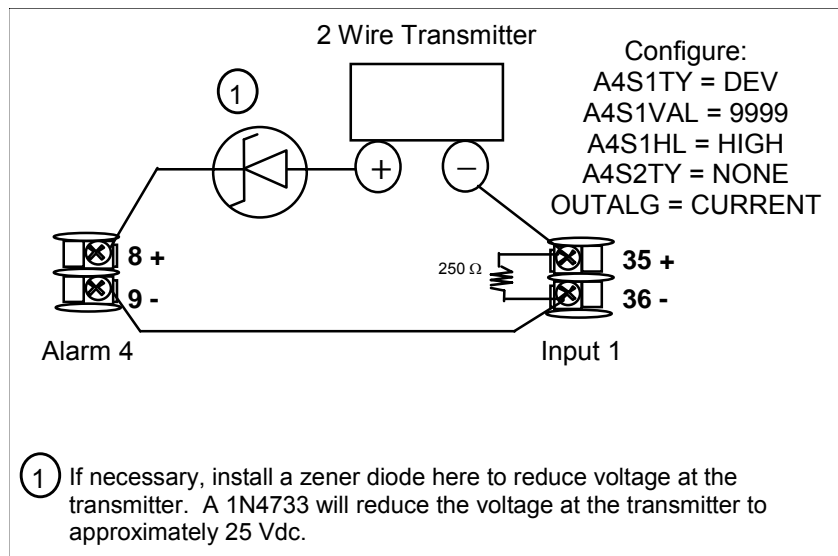 2 Wire Transmitter
Configure:
A4S1TY = DEV
A4S1VAL = 9999
A4S1HL = HIGH
A4S2TY = NONE
OUTALG = CURRENT
1
+
−
8 +
9 -
250 Ω
35 +
36 -
Alarm 4
Input 1
1 If necessary, install a zener diode here to reduce voltage at the
transmitter. A 1N4733 will reduce the voltage at the transmitter to
approximately 25 Vdc.